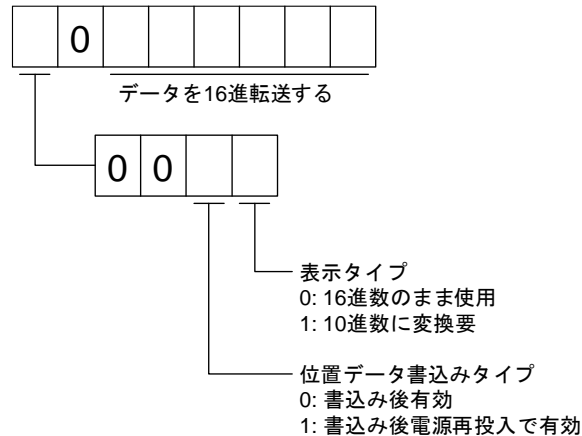 0
データを16進転送する
0 0
表示タイプ
0: 16進数のまま使用
1: 10進数に変換要
位置データ書込みタイプ
0: 書込み後有効
1: 書込み後電源再投入で有効